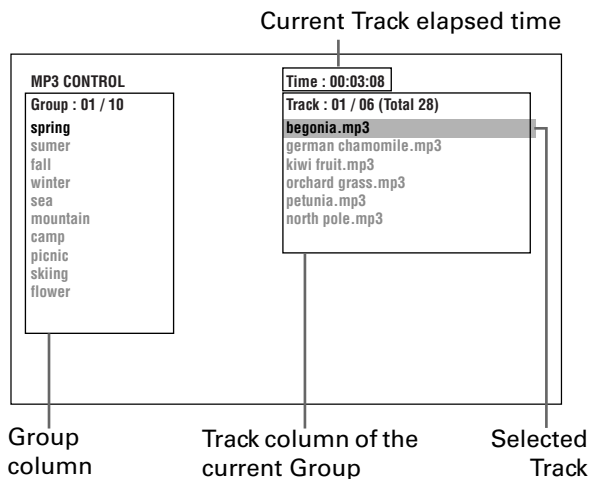 Current Track elapsed time
MP3 CONTROL
Time : 00:03:08
Group : 01 / 10
Track : 01 / 06 (Total 28)
spring
sumer
fall
winter
sea
mountain
camp
picnic
skiing
flower
begonia.mp3
german chamomile.mp3
kiwi fruit.mp3
orchard grass.mp3
petunia.mp3
north pole.mp3
Group
column
Track column of the
current Group
Selected
Track